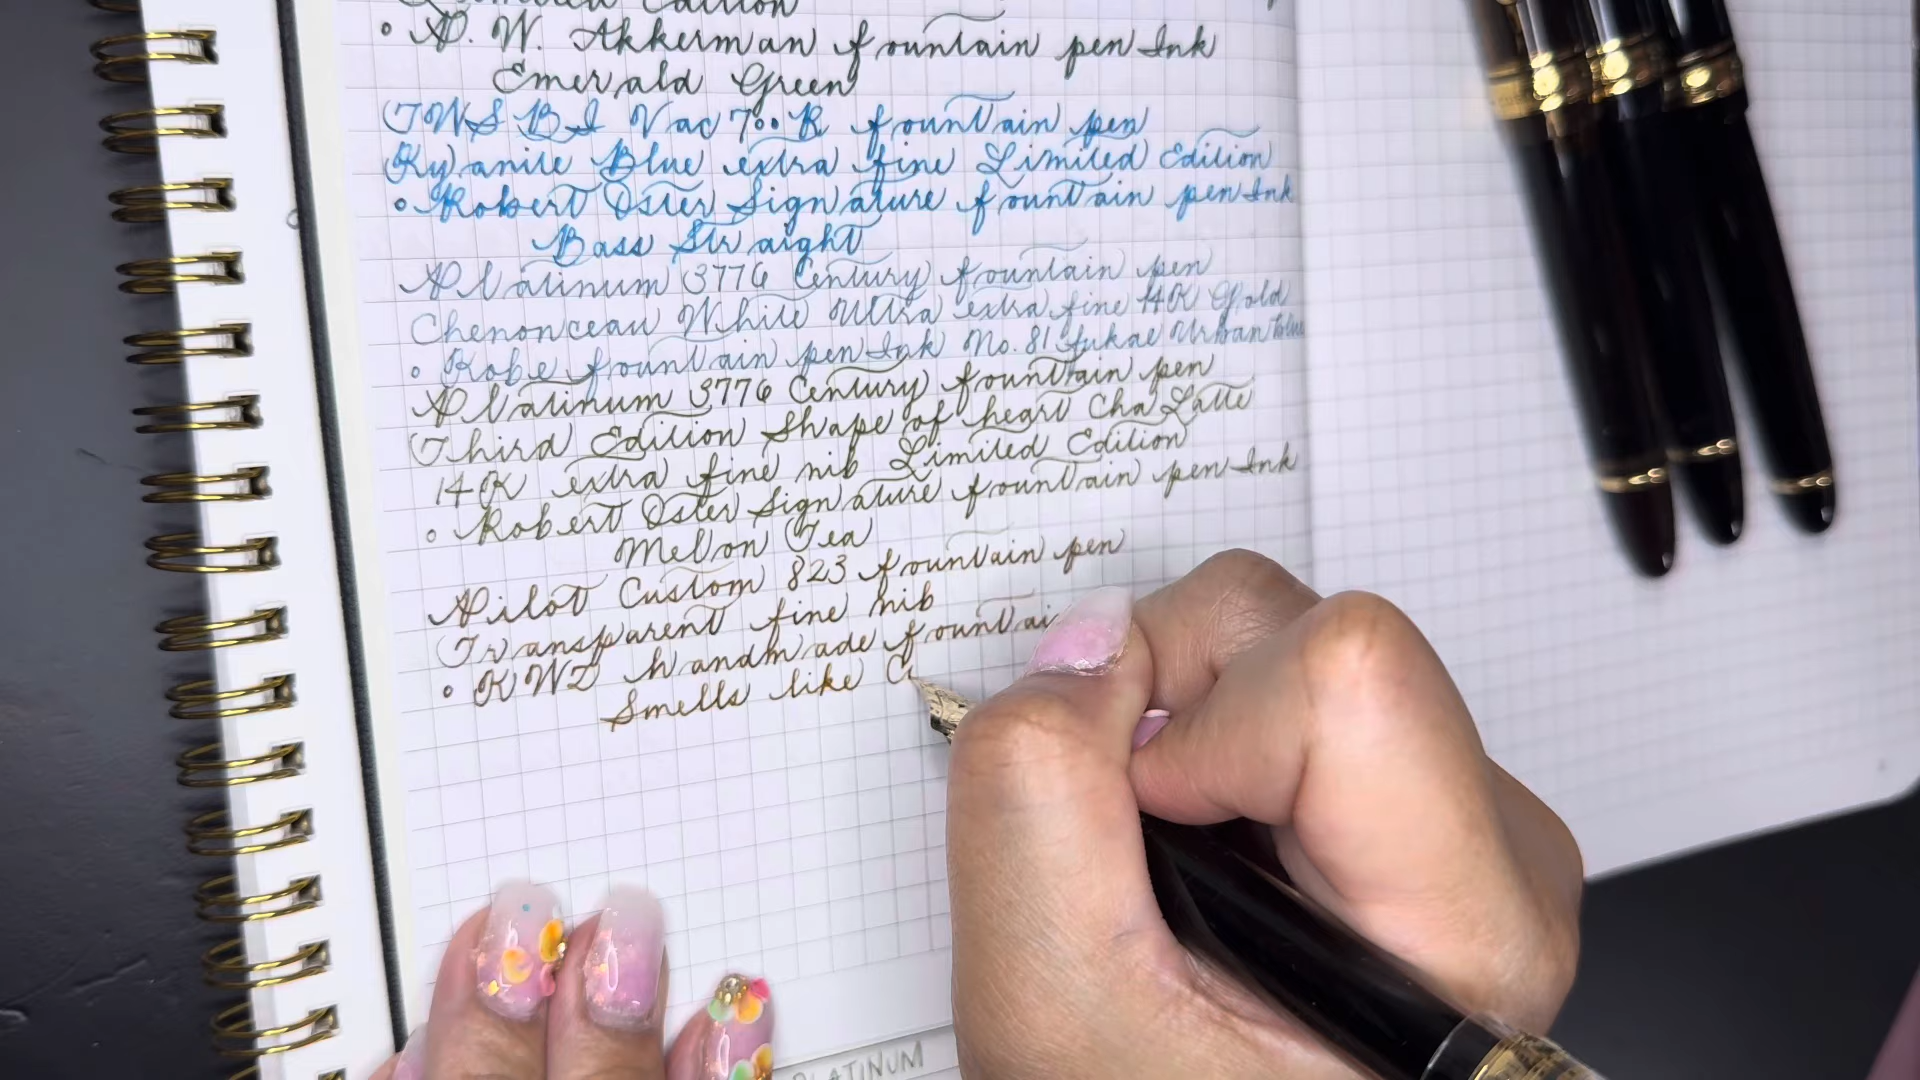 Limited Edition
• P. W. Akkerman fountain pen Ink
Emerald Green
TWSBI Vac 700 R fountain pen
Kyanite Blue extra fine Limited Edition
• Robert Oster Signature fountain pen Ink
Bass Straight
Platinum 3776 Century fountain pen
Chenonceau White Ultra extra fine 14K Gold
• Kobe fountain pen Ink No. 81 Fukae Urban blue
Platinum 3776 Century fountain pen
Third Edition Shape of heart Cha Latte
14K extra fine nib Limited Edition
• Robert Oster Signature fountain pen Ink
Melon Tea
Pilot Custom 823 fountain pen
Transparent fine nib
• KWZ handmade fountai
Smells like C
PLATINUM